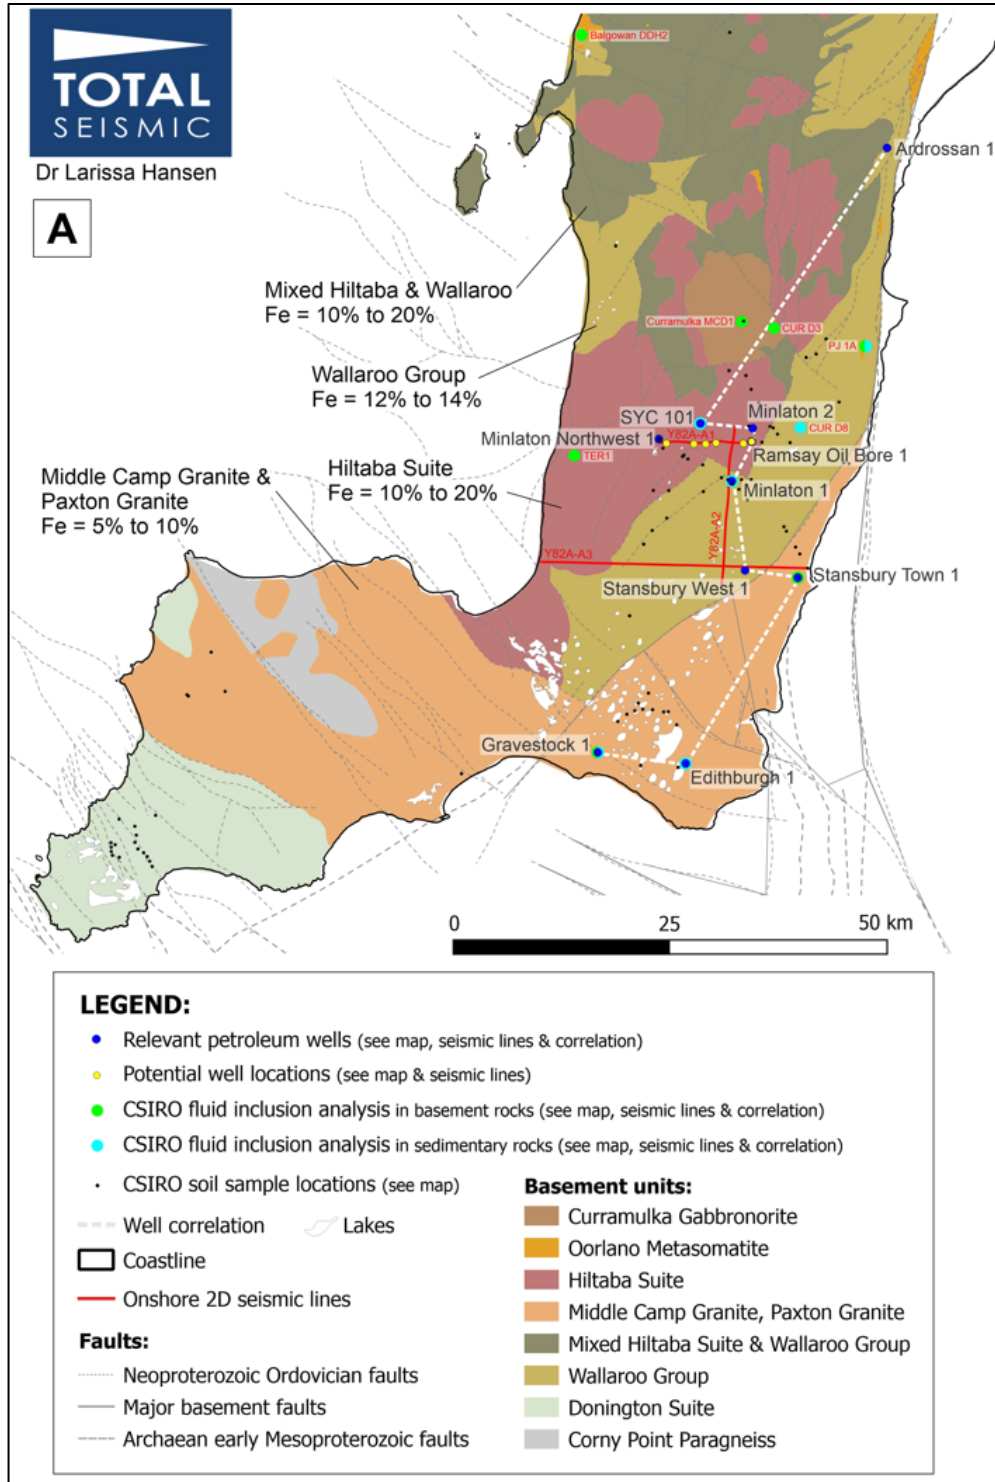 TOTAL
SEISMIC
Dr Larissa Hansen
A
Balgowan DDH2
Ardrossan 1
Mixed Hiltaba & Wallaroo
Fe = 10% to 20%
Curramulka MCD1
CUR D3
PJ 1A
Wallaroo Group
Fe = 12% to 14%
SYC 101
Minlaton 2
CUR D8
Minlaton Northwest 1
Y82A-A1
Ramsay Oil Bore 1
TER1
Middle Camp Granite &
Paxton Granite
Fe = 5% to 10%
Hiltaba Suite
Fe = 10% to 20%
Minlaton 1
Y82A-A2
Y82A-A3
Stansbury West 1
Stansbury Town 1
Gravestock 1
Edithburgh 1
0 25 50 km
LEGEND:
Relevant petroleum wells (see map, seismic lines & correlation)
Potential well locations (see map & seismic lines)
CSIRO fluid inclusion analysis in basement rocks (see map, seismic lines & correlation)
CSIRO fluid inclusion analysis in sedimentary rocks (see map, seismic lines & correlation)
CSIRO soil sample locations (see map)
Well correlation
Lakes
Coastline
Onshore 2D seismic lines
Faults:
Neoproterozoic Ordovician faults
Major basement faults
Archaean early Mesoproterozoic faults
Basement units:
Curramulka Gabbronorite
Oorlano Metasomatite
Hiltaba Suite
Middle Camp Granite, Paxton Granite
Mixed Hiltaba Suite & Wallaroo Group
Wallaroo Group
Donington Suite
Corny Point Paragneiss